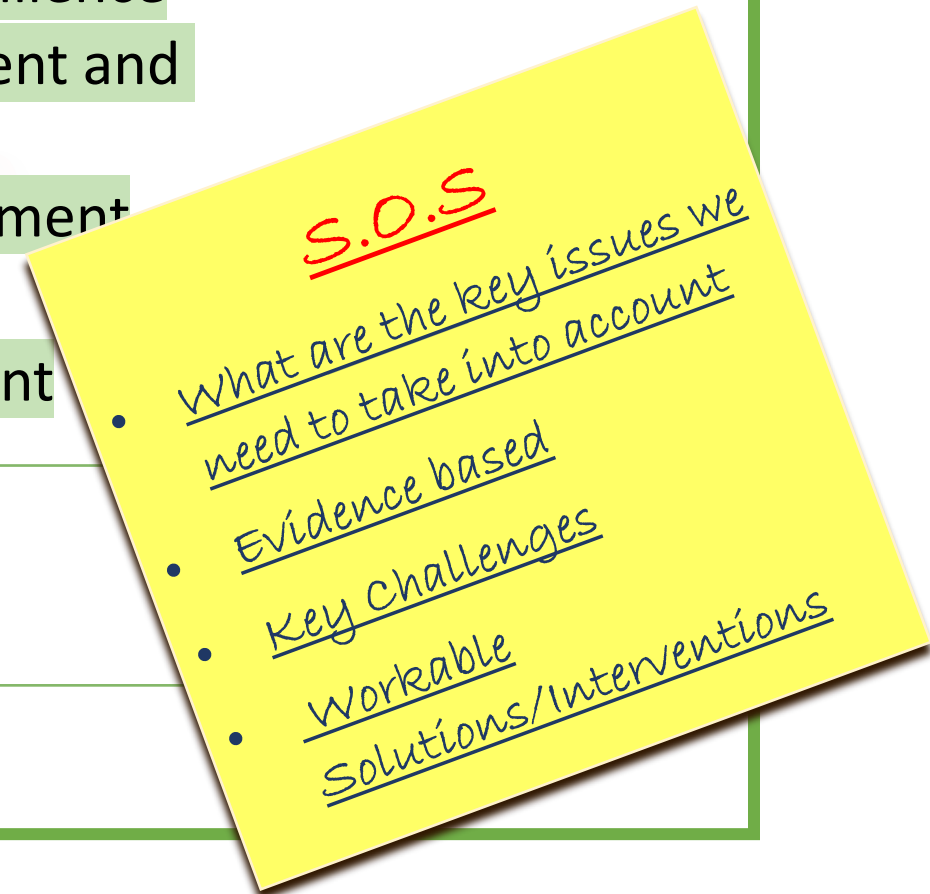 ent and
ment
nt
S.O.S
• What are the key issues we
need to take into account
• Evidence based
• Key Challenges
• Workable
Solutions/Interventions